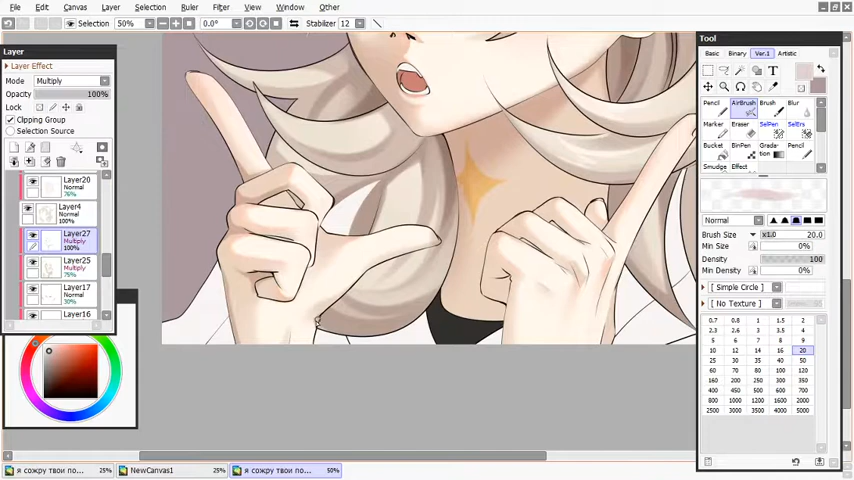 File Edit Canvas Layer Selection Ruler Filter View Window Other
Selection 50% 0.0° Stabilizer 12
Layer
Layer Effect
Mode Multiply
Opacity 100%
Lock
Clipping Group
Selection Source
Layer20
Normal
76%
Layer4
Normal
100%
Layer27
Multiply
100%
Layer25
Multiply
75%
Layer17
Normal
30%
Layer16
Tool
Basic Binary Ver.1 Artistic
T
Pencil AirBrush Brush Blur
Marker Eraser SelPen SelErs
Bucket BinPen Grada-tion Pencil
Smudge Effect
Normal
Brush Size x1.0 20.0
Min Size 0%
Density 100
Min Density 0%
[ Simple Circle ]
[ No Texture ]
0.7 0.8 1 1.5 2
2.3 2.6 3 3.5 4
5 6 7 8 9
10 12 14 16 20
25 30 35 40 50
60 70 80 100 120
160 200 250 300 350
400 450 500 600 700
800 1000 1200 1600 2000
2500 3000 3500 4000 5000
я сожру твои по... 25% NewCanvas1 25% я сожру твои по... 50%